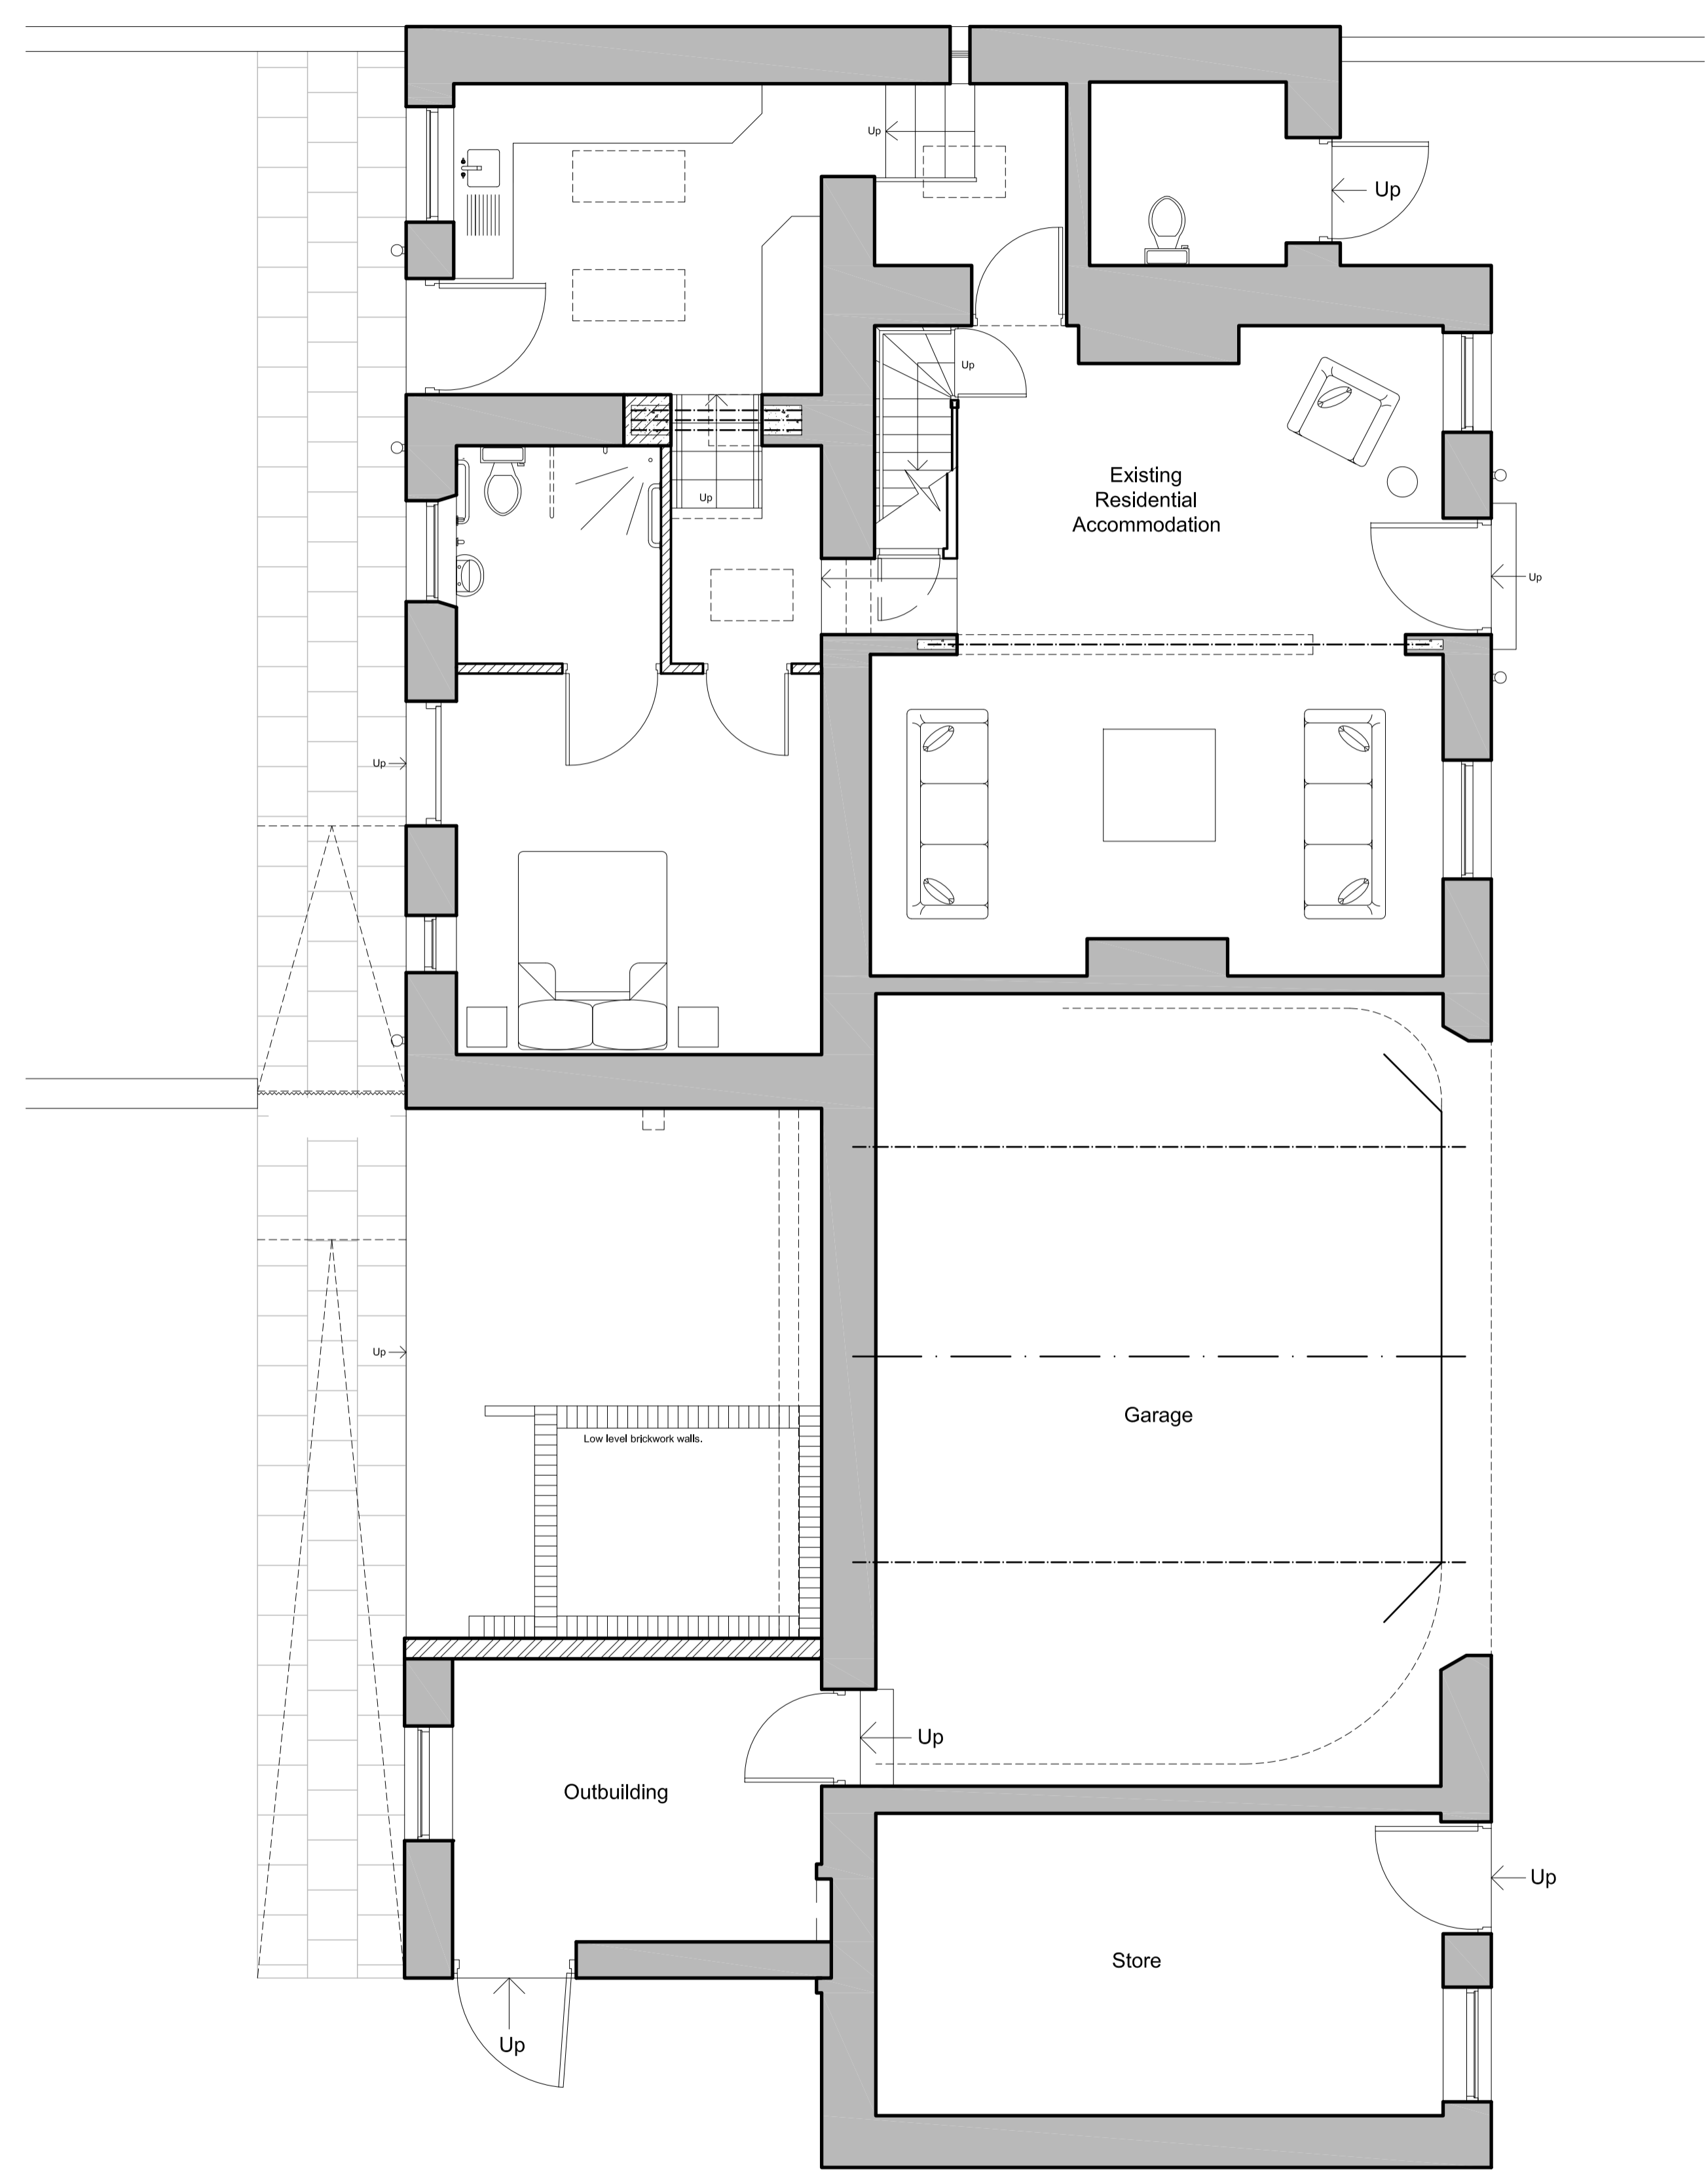 Up
Up
Up
Existing
Residential
Accommodation
Up
Up
Up
Up
Garage
Low level brickwork walls.
Up
Outbuilding
Up
Store
Up